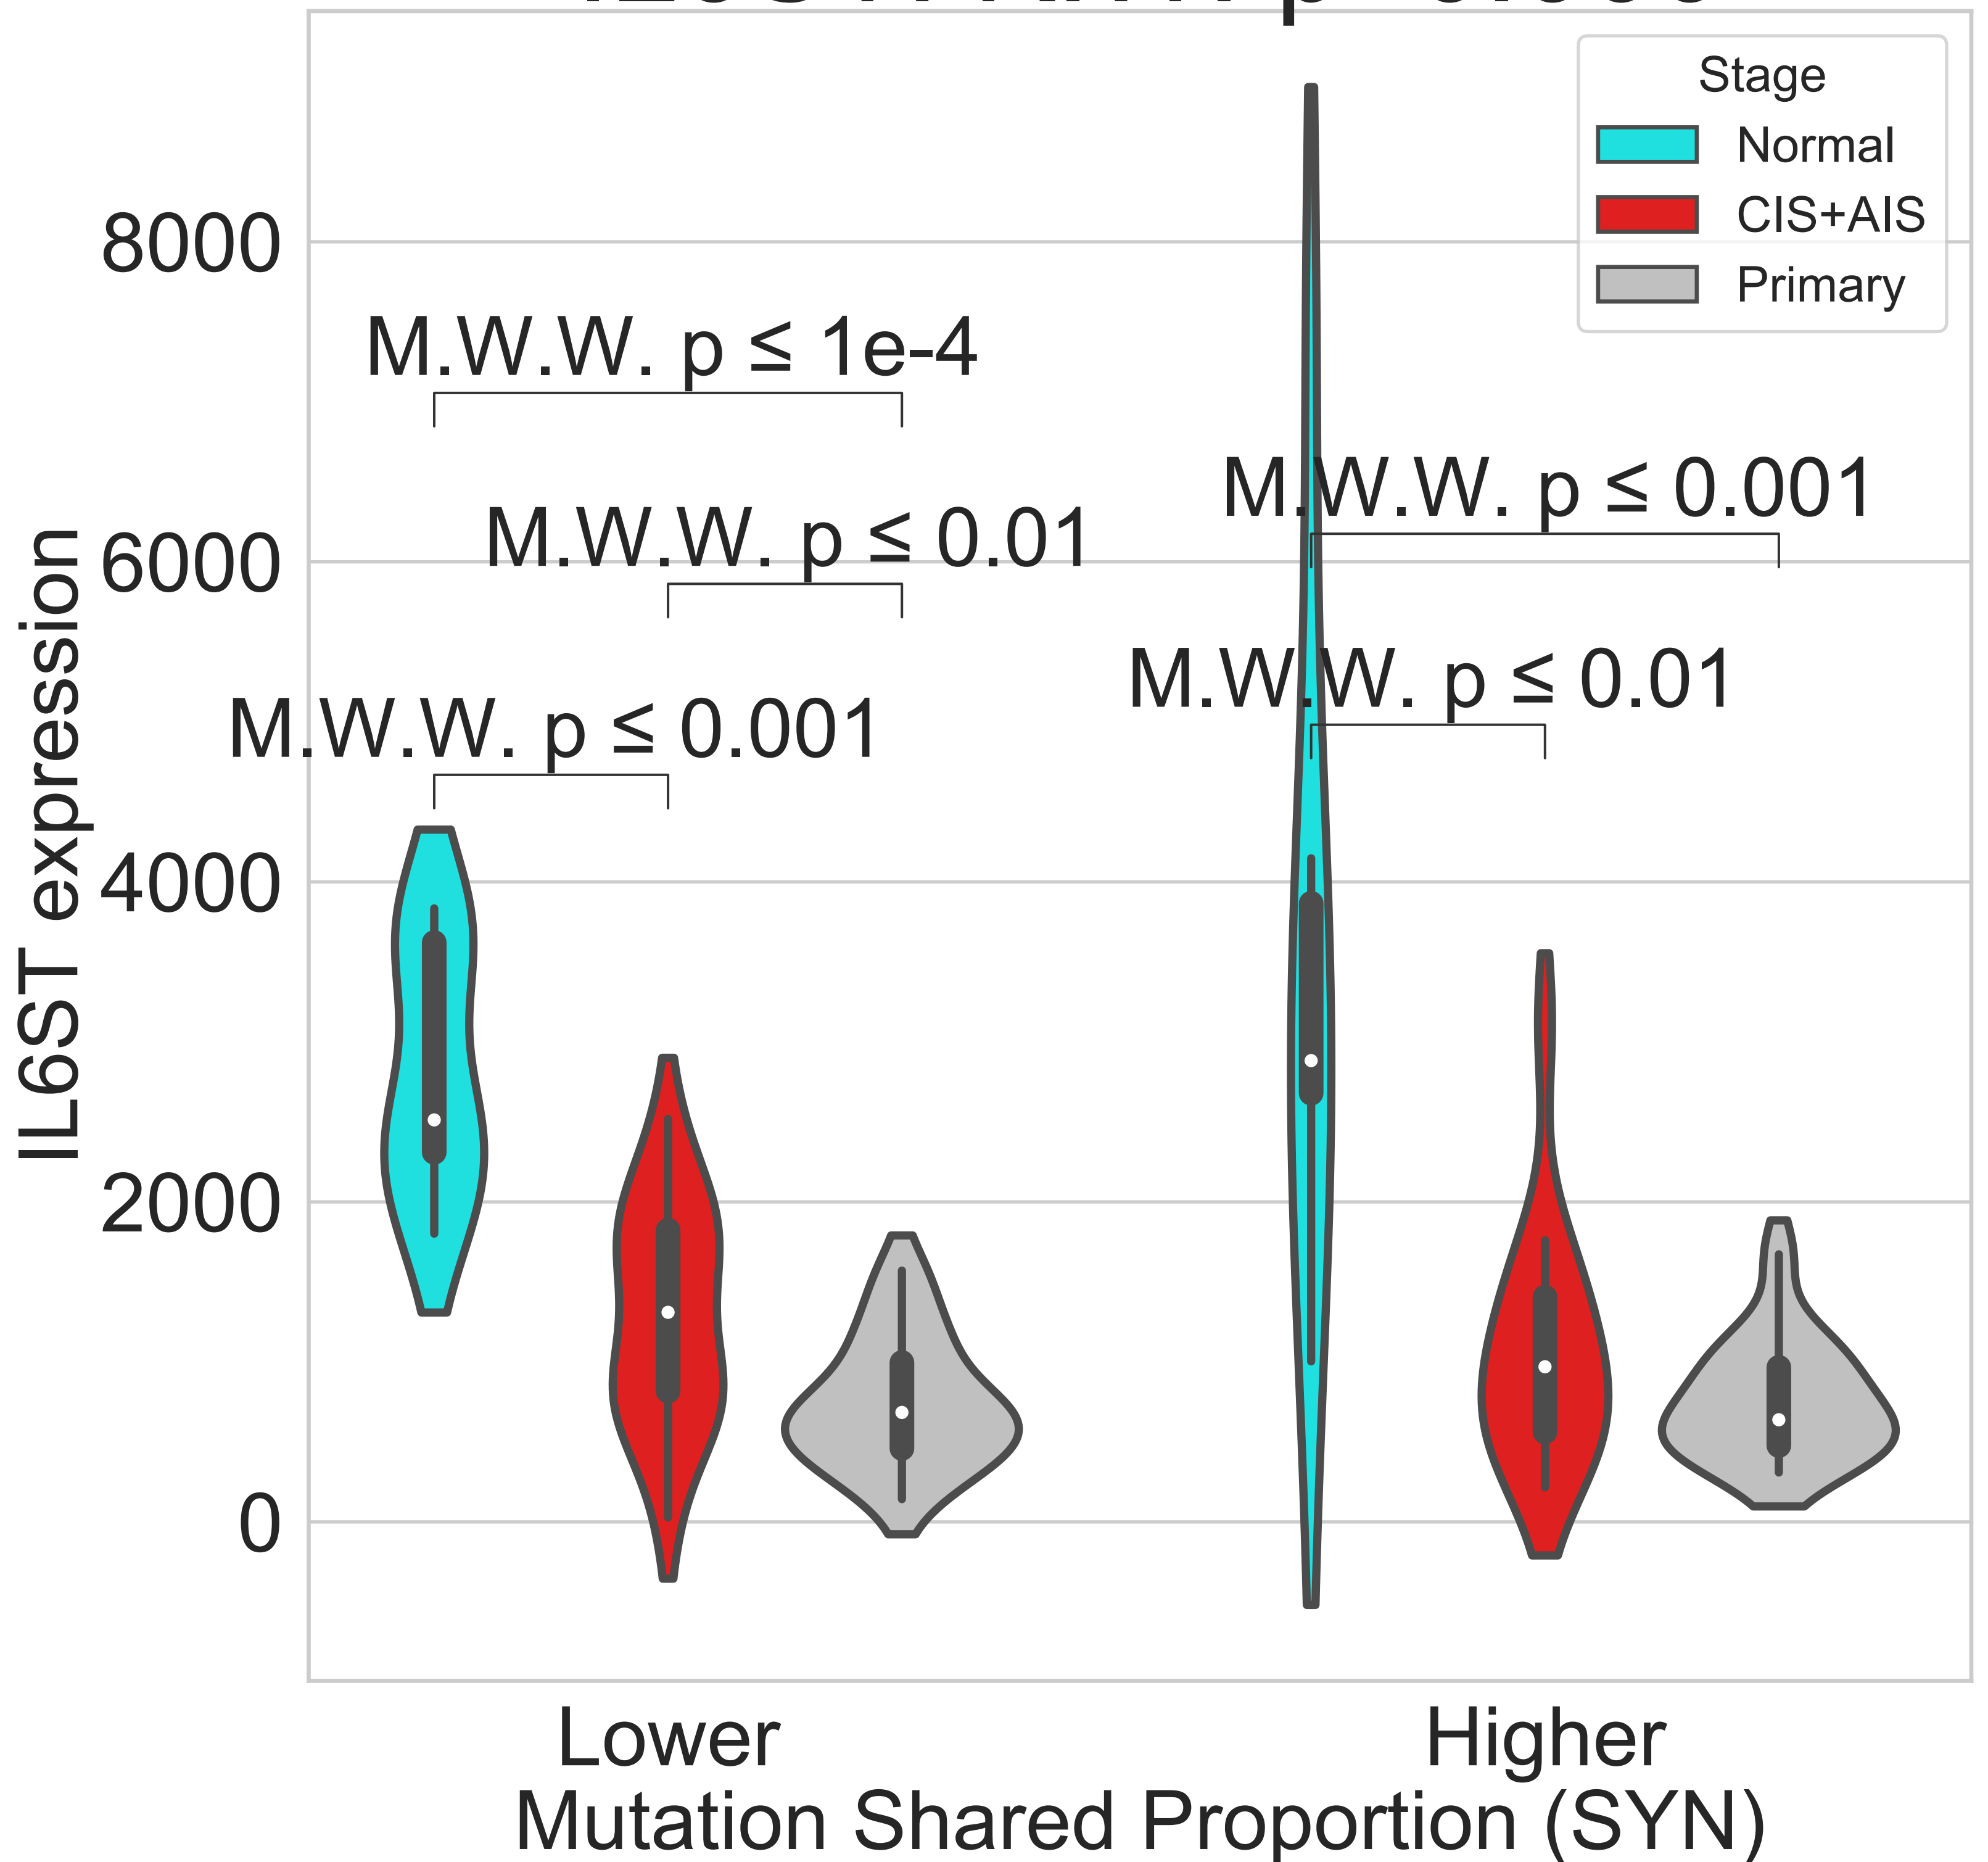 Stage
Normal
CIS+AIS
Primary
8000
6000
4000
2000
0
IL6ST expression
M.W.W. p ≤ 1e-4
M.W.W. p ≤ 0.01
M.W.W. p ≤ 0.001
M.W.W. p ≤ 0.001
M.W.W. p ≤ 0.01
Lower
Higher
Mutation Shared Proportion (SYN)